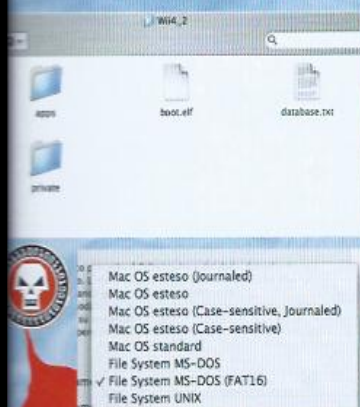 Wii4_2
apps
boot.elf
database.txt
private
Mac OS esteso (Journaled)
Mac OS esteso
Mac OS esteso (Case-sensitive, Journaled)
Mac OS esteso (Case-sensitive)
Mac OS standard
File System MS-DOS
✓ File System MS-DOS (FAT16)
File System UNIX